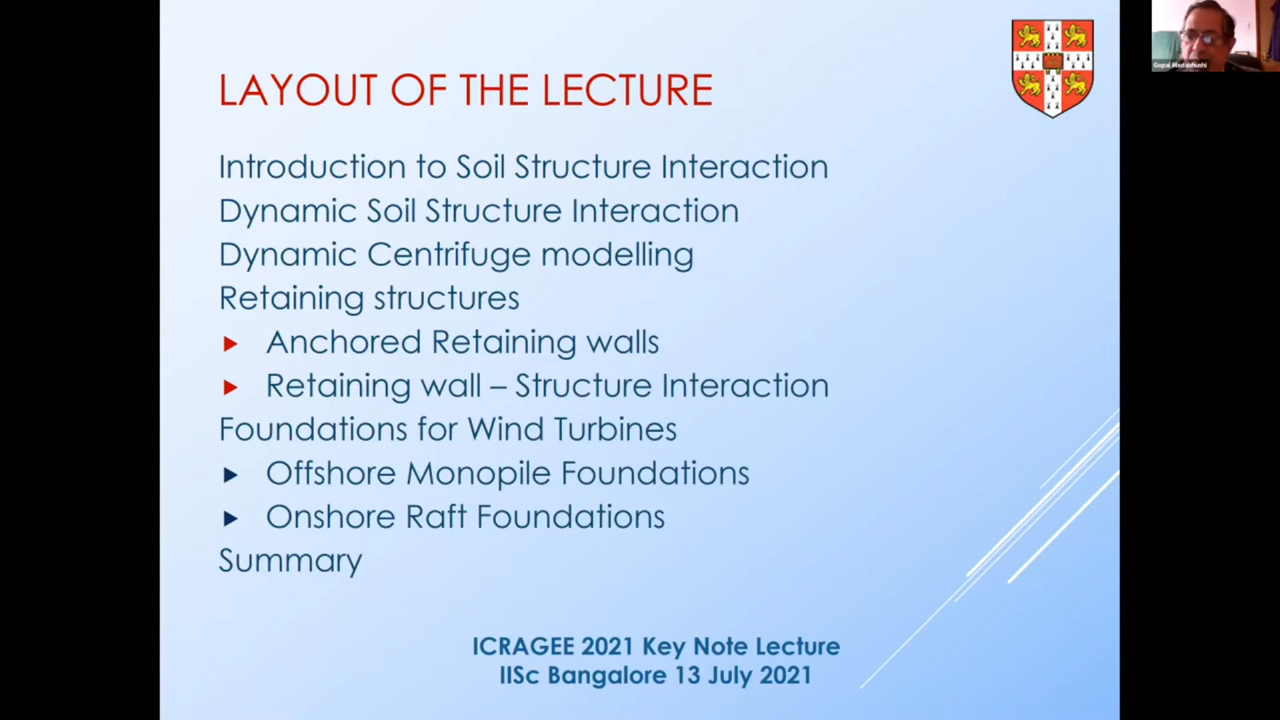 LAYOUT OF THE LECTURE
Introduction to Soil Structure Interaction
Dynamic Soil Structure Interaction
Dynamic Centrifuge modelling
Retaining structures
Anchored Retaining walls
Retaining wall – Structure Interaction
Foundations for Wind Turbines
Offshore Monopile Foundations
Onshore Raft Foundations
Summary
ICRAGEE 2021 Key Note Lecture
IISc Bangalore 13 July 2021
Gopal Madabhushi